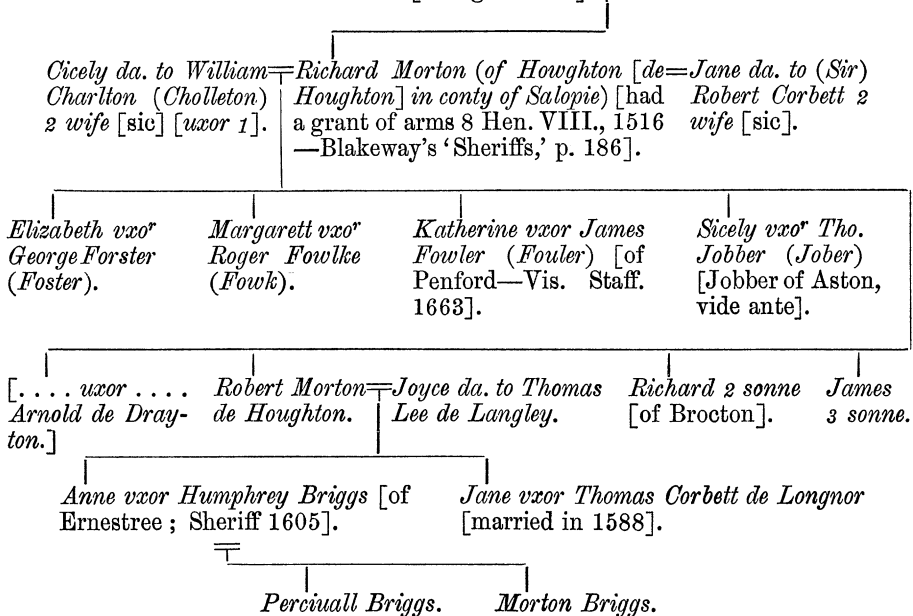 Cicely da. to William=Richard Morton (of Howghton [de=Jane da. to (Sir)
Charlton (Cholleton) Houghton] in conty of Salopie) [had Robert Corbett 2
2 wife [sic] [uxor 1]. a grant of arms 8 Hen. VIII., 1516 wife [sic].
—Blakeway's ‘Sheriffs,’ p. 186].
Elizabeth vxoʳ Margarett vxoʳ Katherine vxor James Sicely vxoʳ Tho.
George Forster Roger Fowlke Fowler (Fouler) [of Jobber (Jober)
(Foster). (Fowk). Penford—Vis. Staff. [Jobber of Aston,
1663]. vide ante].
[. . . . uxor . . . . Robert Morton=Joyce da. to Thomas Richard 2 sonne James
Arnold de Dray- de Houghton. Lee de Langley. [of Brocton]. 3 sonne.
ton.]
Anne vxor Humphrey Briggs [of Jane vxor Thomas Corbett de Longnor
Ernestree ; Sheriff 1605]. [married in 1588].
Perciuall Briggs. Morton Briggs.